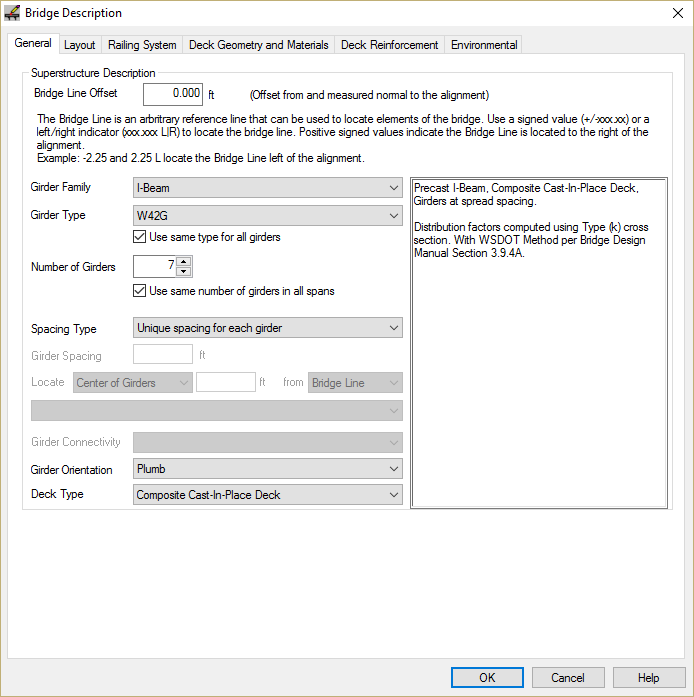 Bridge Description
General Layout Railing System Deck Geometry and Materials Deck Reinforcement Environmental
Superstructure Description
Bridge Line Offset 0.000 ft (Offset from and measured normal to the alignment)
The Bridge Line is an arbritrary reference line that can be used to locate elements of the bridge. Use a signed value (+/-xxx.xx) or a
left/right indicator (xxx.xxx L|R) to locate the bridge line. Positive signed values indicate the Bridge Line is located to the right of the
alignment.
Example: -2.25 and 2.25 L locate the Bridge Line left of the alignment.
Girder Family I-Beam
Girder Type W42G
Use same type for all girders
Number of Girders 7
Use same number of girders in all spans
Spacing Type Unique spacing for each girder
Girder Spacing ft
Locate Center of Girders ft from Bridge Line
Girder Connectivity
Girder Orientation Plumb
Deck Type Composite Cast-In-Place Deck
Precast I-Beam, Composite Cast-In-Place Deck,
Girders at spread spacing.
Distribution factors computed using Type (k) cross
section. With WSDOT Method per Bridge Design
Manual Section 3.9.4A.
OK Cancel Help